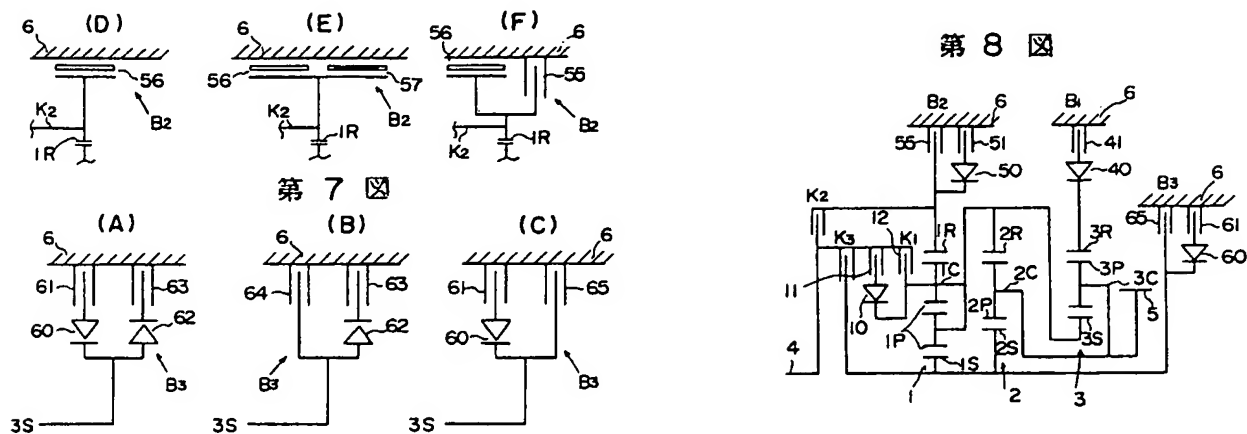 (D)
6
56
K2
B2
1R
(E)
6
56
57
K2
B2
1R
(F)
56
6
55
B2
1R
K2
第7図
(A)
6
61
63
60
62
B3
3S
(B)
6
64
63
62
B3
3S
(C)
6
61
65
60
B3
3S
第8図
B2
6
55
51
50
B1
6
41
40
B3
6
65
61
60
K2
12
K3
K1
11
10
1R
1C
1P
1S
2R
2C
2P
2S
3R
3P
3C
5
3S
4
1
2
3